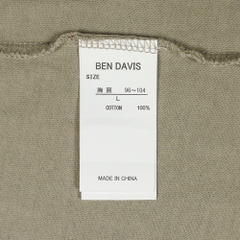 BEN DAVIS
SIZE
胸囲 96～104
L
COTTON 100%
MADE IN CHINA